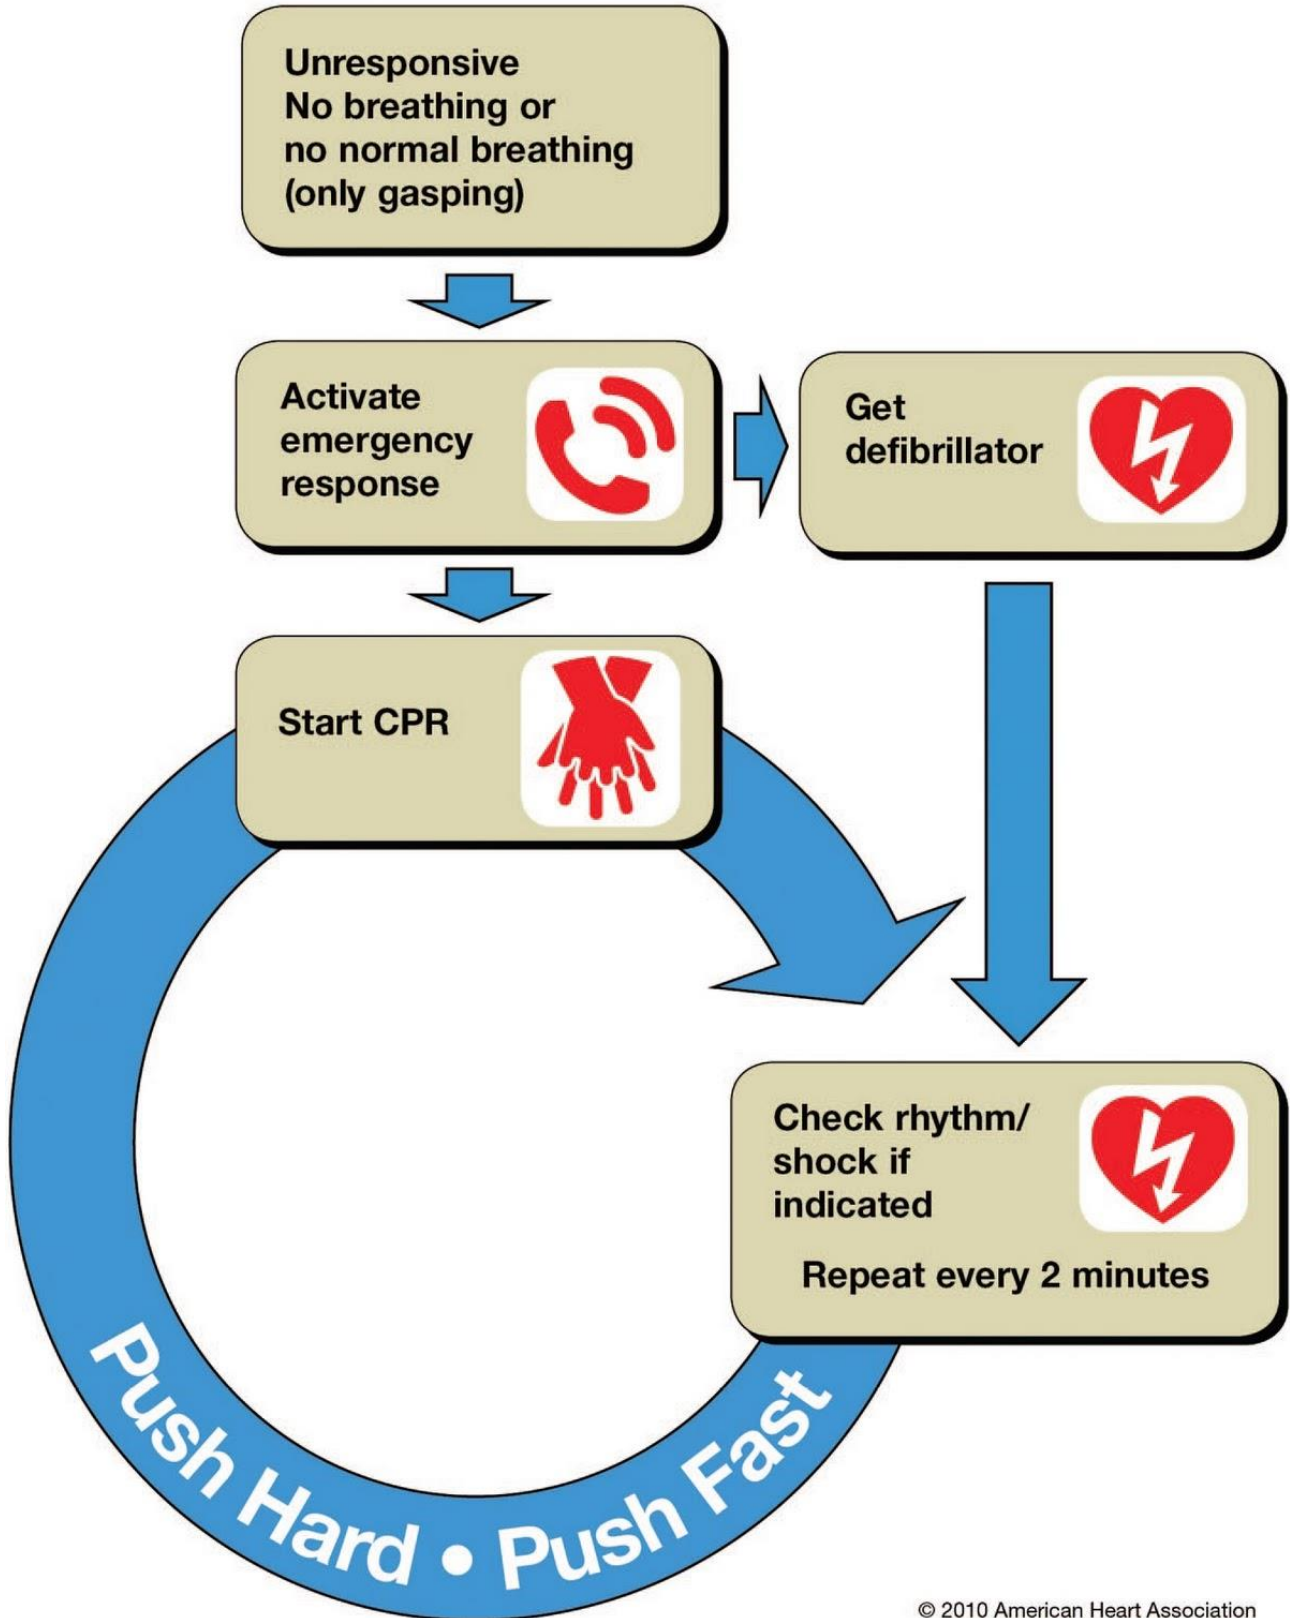 Unresponsive
No breathing or
no normal breathing
(only gasping)
Activate
emergency
response
Get
defibrillator
Start CPR
Check rhythm/
shock if
indicated
Repeat every 2 minutes
Push Hard • Push Fast
© 2010 American Heart Association